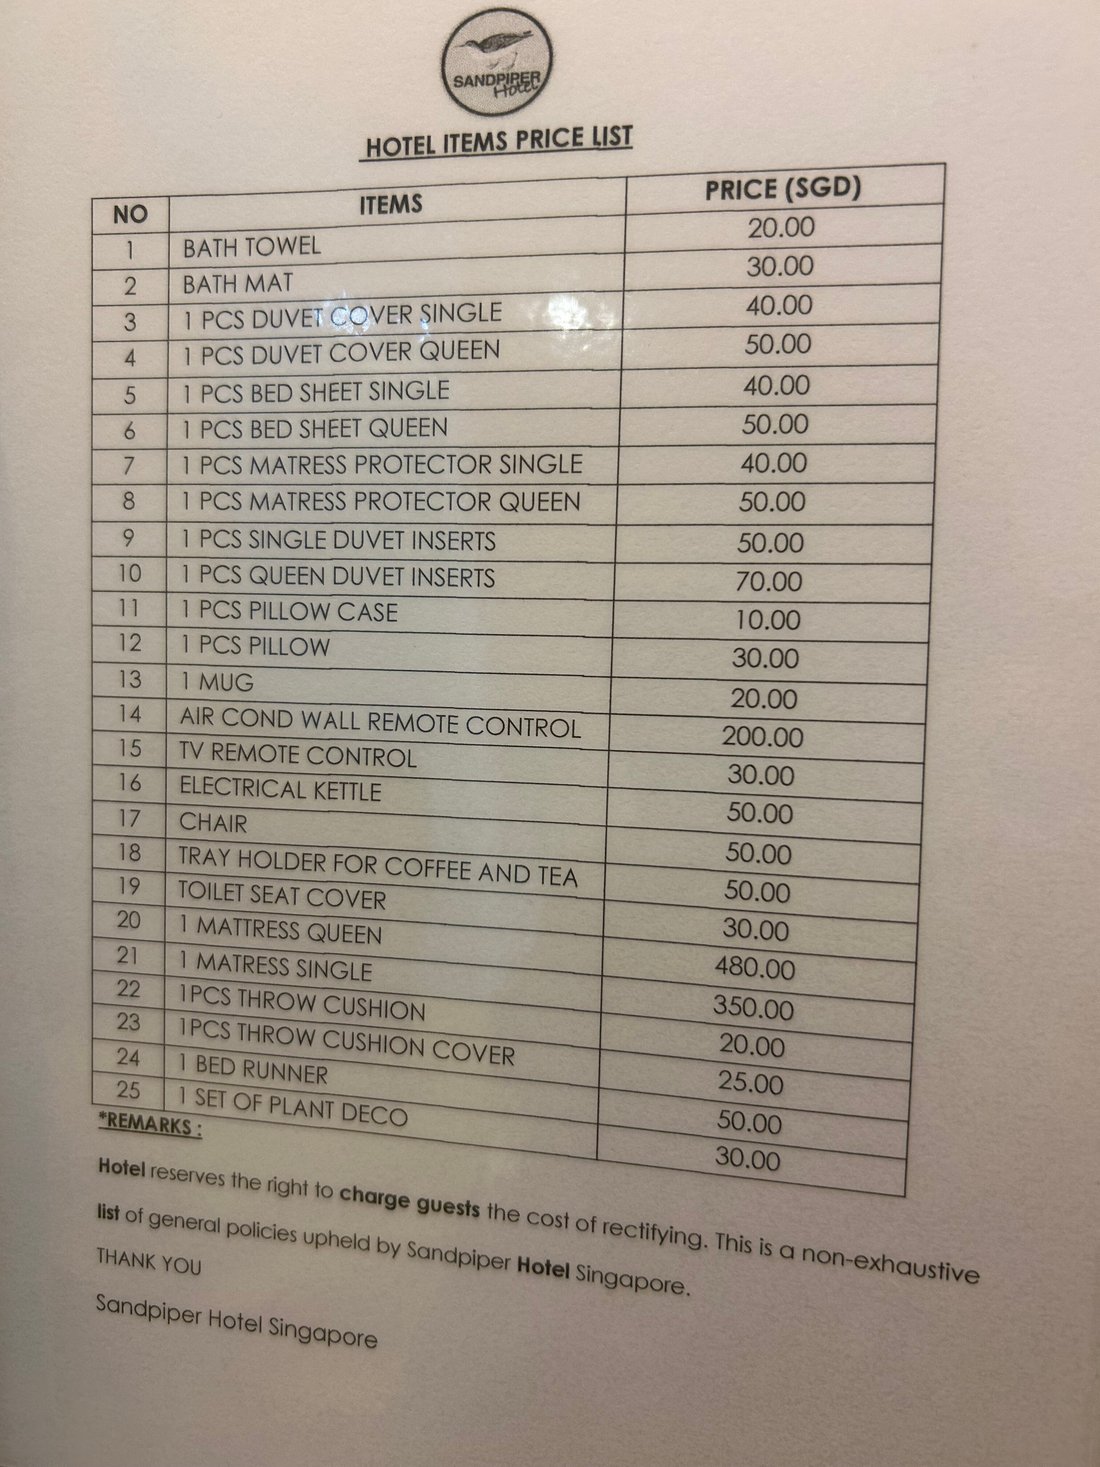 SANDPIPER
Hotel
HOTEL ITEMS PRICE LIST
NO ITEMS PRICE (SGD)
1 BATH TOWEL 20.00
2 BATH MAT 30.00
3 1 PCS DUVET COVER SINGLE 40.00
4 1 PCS DUVET COVER QUEEN 50.00
5 1 PCS BED SHEET SINGLE 40.00
6 1 PCS BED SHEET QUEEN 50.00
7 1 PCS MATRESS PROTECTOR SINGLE 40.00
8 1 PCS MATRESS PROTECTOR QUEEN 50.00
9 1 PCS SINGLE DUVET INSERTS 50.00
10 1 PCS QUEEN DUVET INSERTS 70.00
11 1 PCS PILLOW CASE 10.00
12 1 PCS PILLOW 30.00
13 1 MUG 20.00
14 AIR COND WALL REMOTE CONTROL 200.00
15 TV REMOTE CONTROL 30.00
16 ELECTRICAL KETTLE 50.00
17 CHAIR 50.00
18 TRAY HOLDER FOR COFFEE AND TEA 50.00
19 TOILET SEAT COVER 30.00
20 1 MATTRESS QUEEN 480.00
21 1 MATRESS SINGLE 350.00
22 1PCS THROW CUSHION 20.00
23 1PCS THROW CUSHION COVER 25.00
24 1 BED RUNNER 50.00
25 1 SET OF PLANT DECO 30.00
*REMARKS :
Hotel reserves the right to charge guests the cost of rectifying. This is a non-exhaustive
list of general policies upheld by Sandpiper Hotel Singapore.
THANK YOU
Sandpiper Hotel Singapore